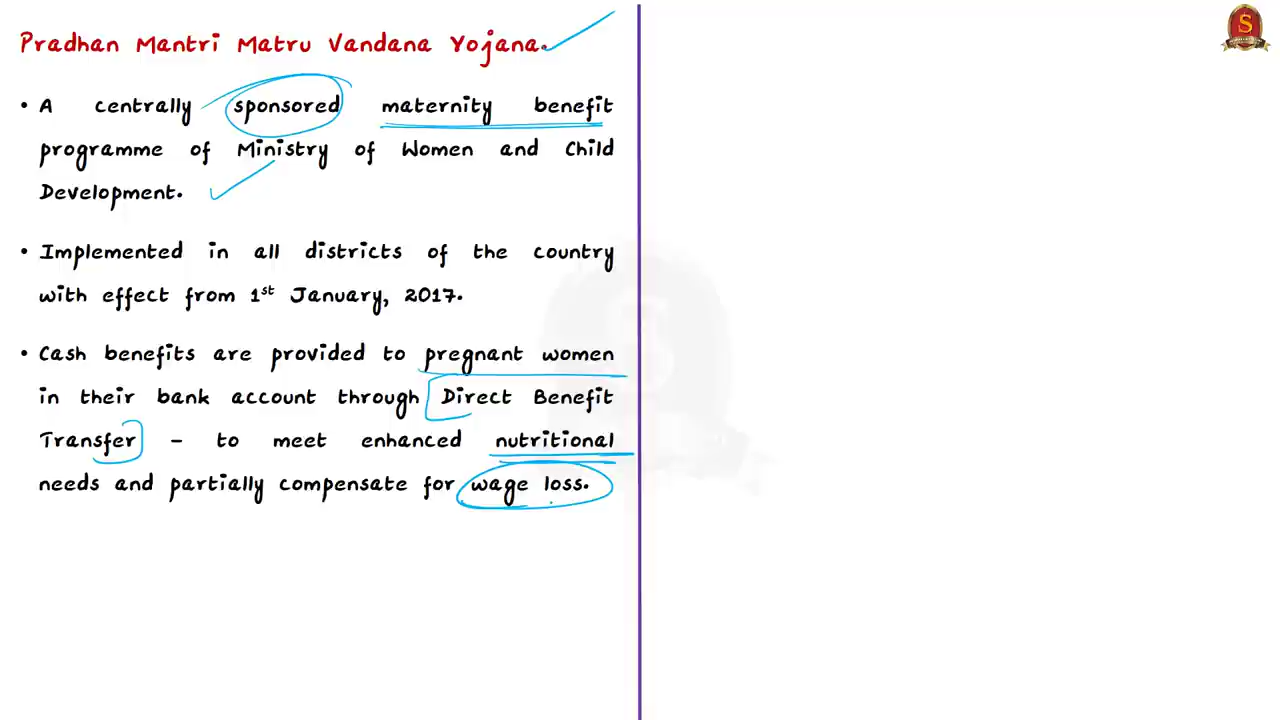 Pradhan Mantri Matru Vandana Yojana.
• A centrally sponsored maternity benefit
programme of Ministry of Women and Child
Development.
• Implemented in all districts of the country
with effect from 1st January, 2017.
• Cash benefits are provided to pregnant women
in their bank account through Direct Benefit
Transfer – to meet enhanced nutritional
needs and partially compensate for wage loss.
S